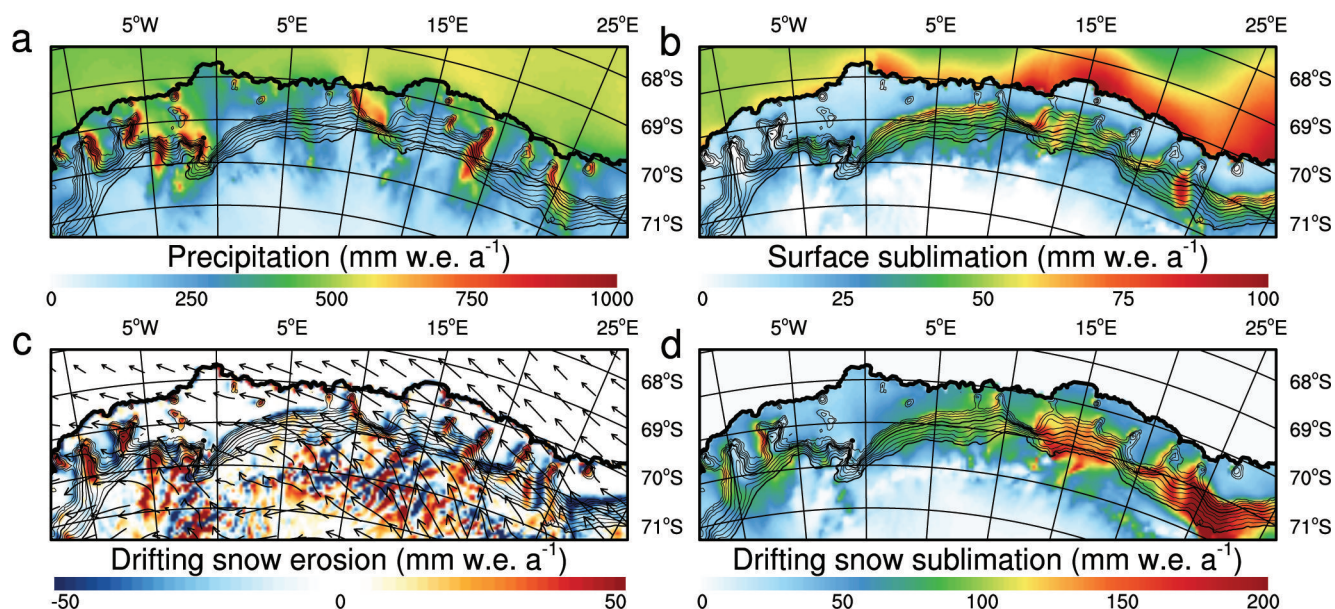 a
5°W 5°E 15°E 25°E
68°S
69°S
70°S
71°S
Precipitation (mm w.e. a⁻¹)
0 250 500 750 1000
b
5°W 5°E 15°E 25°E
68°S
69°S
70°S
71°S
Surface sublimation (mm w.e. a⁻¹)
0 25 50 75 100
c
5°W 5°E 15°E 25°E
68°S
69°S
70°S
71°S
Drifting snow erosion (mm w.e. a⁻¹)
-50 0 50
d
5°W 5°E 15°E 25°E
68°S
69°S
70°S
71°S
Drifting snow sublimation (mm w.e. a⁻¹)
0 50 100 150 200